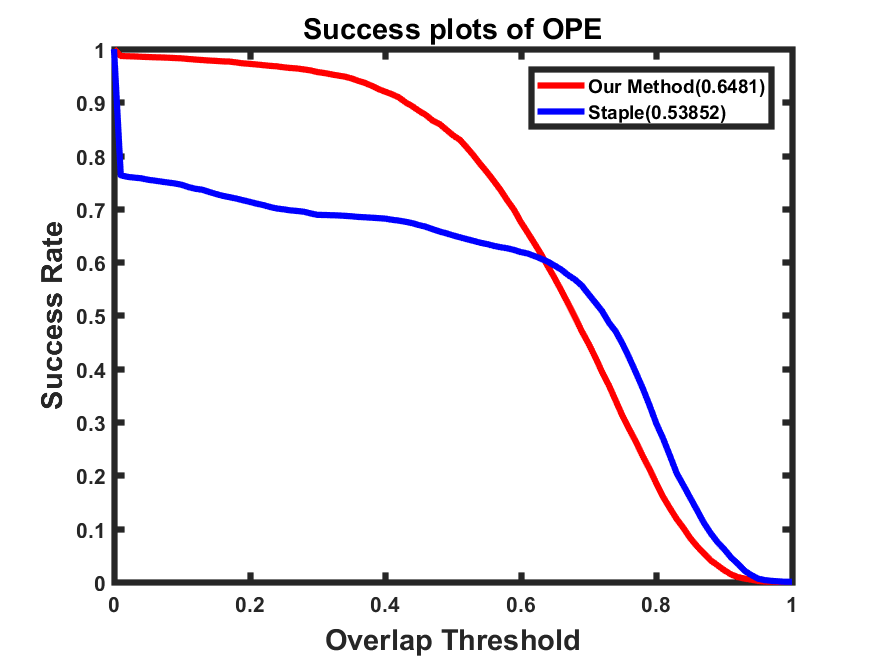 Success plots of OPE
Our Method(0.6481)
Staple(0.53852)
Success Rate
1
0.9
0.8
0.7
0.6
0.5
0.4
0.3
0.2
0.1
0
0 0.2 0.4 0.6 0.8 1
Overlap Threshold